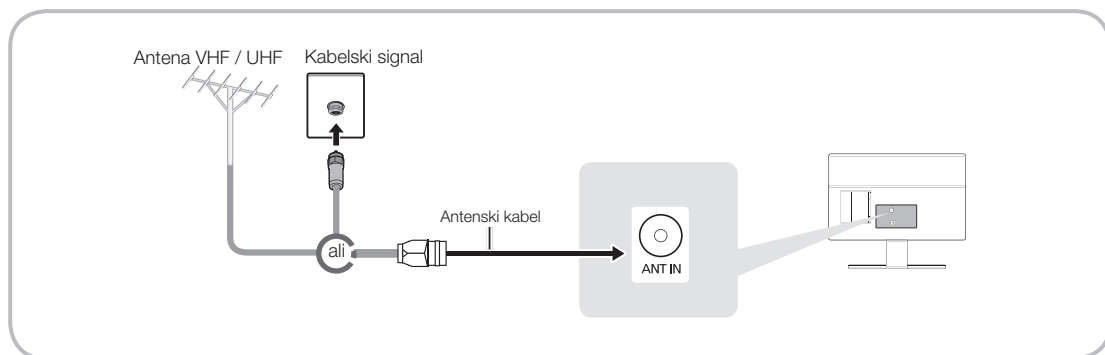 Antena VHF / UHF
Kabelski signal
Antenski kabel
ali
ANT IN